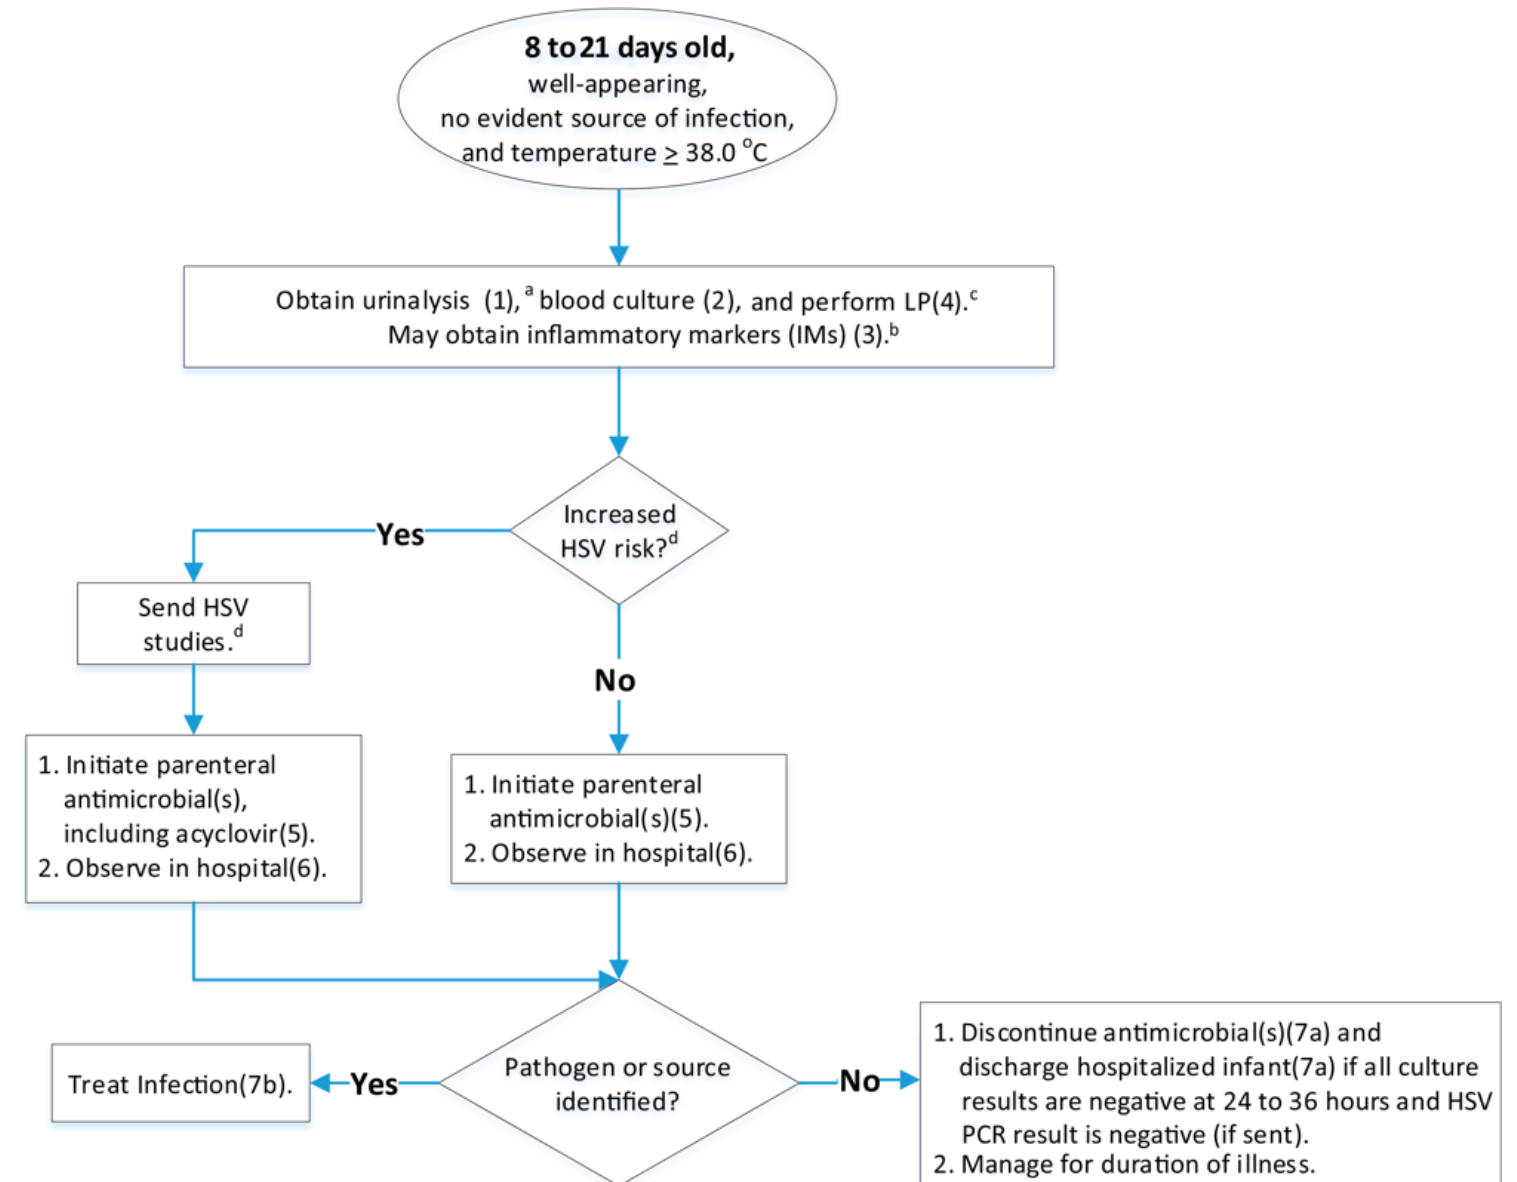 8 to 21 days old,
well-appearing,
no evident source of infection,
and temperature ≥ 38.0 °C
Obtain urinalysis (1),ᵃ blood culture (2), and perform LP(4).ᶜ
May obtain inflammatory markers (IMs) (3).ᵇ
Increased
HSV risk?ᵈ
Yes
Send HSV
studies.ᵈ
No
1. Initiate parenteral
antimicrobial(s),
including acyclovir(5).
2. Observe in hospital(6).
1. Initiate parenteral
antimicrobial(s)(5).
2. Observe in hospital(6).
Pathogen or source
identified?
Yes
Treat Infection(7b).
No
1. Discontinue antimicrobial(s)(7a) and
discharge hospitalized infant(7a) if all culture
results are negative at 24 to 36 hours and HSV
PCR result is negative (if sent).
2. Manage for duration of illness.